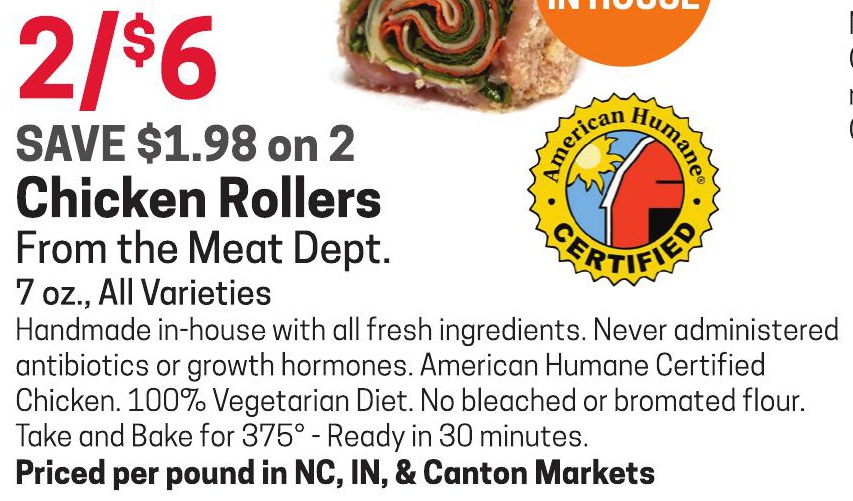 IN HOUSE
2/$6
SAVE $1.98 on 2
Chicken Rollers
From the Meat Dept.
7 oz., All Varieties
American Humane®
CERTIFIED
Handmade in-house with all fresh ingredients. Never administered
antibiotics or growth hormones. American Humane Certified
Chicken. 100% Vegetarian Diet. No bleached or bromated flour.
Take and Bake for 375° - Ready in 30 minutes.
Priced per pound in NC, IN, & Canton Markets